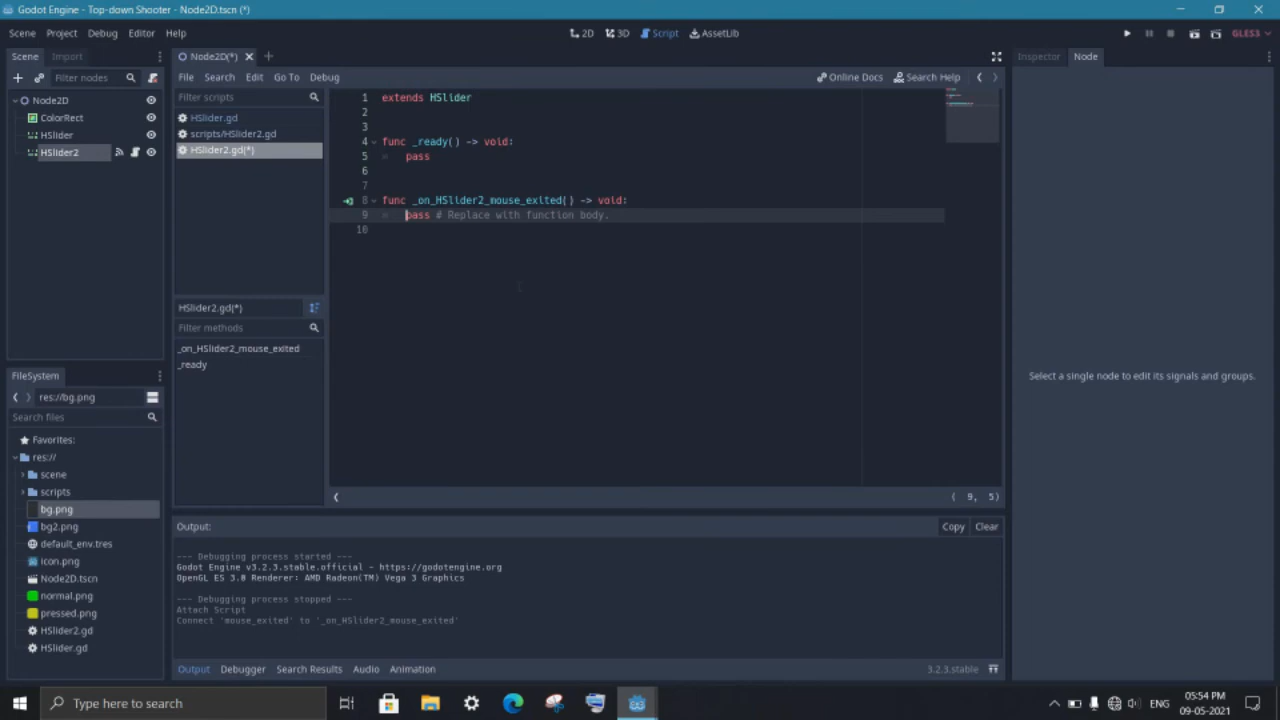 Godot Engine - Top-down Shooter - Node2D.tscn (*)
Scene Project Debug Editor Help
2D 3D Script AssetLib
GLES3
Scene Import
Filter nodes
Node2D
ColorRect
HSlider
HSlider2
Node2D(*)
File Search Edit Go To Debug
Online Docs Search Help
Filter scripts
HSlider.gd
scripts/HSlider2.gd
HSlider2.gd(*)
HSlider2.gd(*)
Filter methods
_on_HSlider2_mouse_exited
_ready
1 extends HSlider
2
3
4 func _ready() -> void:
5 pass
6
7
8 func _on_HSlider2_mouse_exited() -> void:
9 pass # Replace with function body.
10
( 9, 5)
Inspector Node
Select a single node to edit its signals and groups.
FileSystem
res://bg.png
Search files
Favorites:
res://
scene
scripts
bg.png
bg2.png
default_env.tres
icon.png
Node2D.tscn
normal.png
pressed.png
HSlider2.gd
HSlider.gd
Output:
Copy Clear
--- Debugging process started ---
Godot Engine v3.2.3.stable.official - https://godotengine.org
OpenGL ES 3.0 Renderer: AMD Radeon(TM) Vega 3 Graphics
--- Debugging process stopped ---
Attach Script
Connect 'mouse_exited' to '_on_HSlider2_mouse_exited'
Output Debugger Search Results Audio Animation
3.2.3.stable
Type here to search
ENG
05:54 PM
09-05-2021